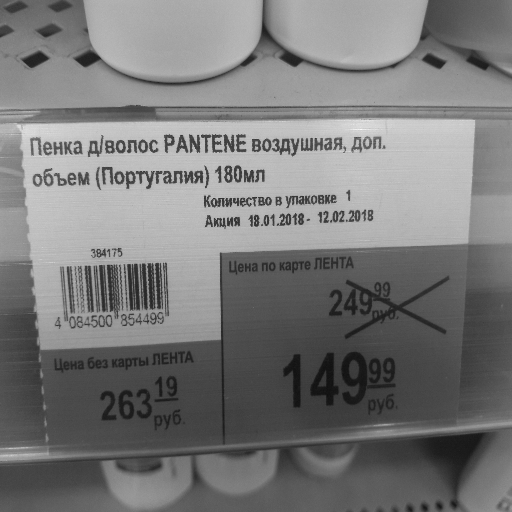 Пенка д/волос PANTENE воздушная, доп.
объем (Португалия) 180мл
Количество в упаковке 1
Акция 18.01.2018 - 12.02.2018
384175
4 084500 854499
Цена по карте ЛЕНТА
249 99 руб.
149 99 руб.
Цена без карты ЛЕНТА
263 19 руб.